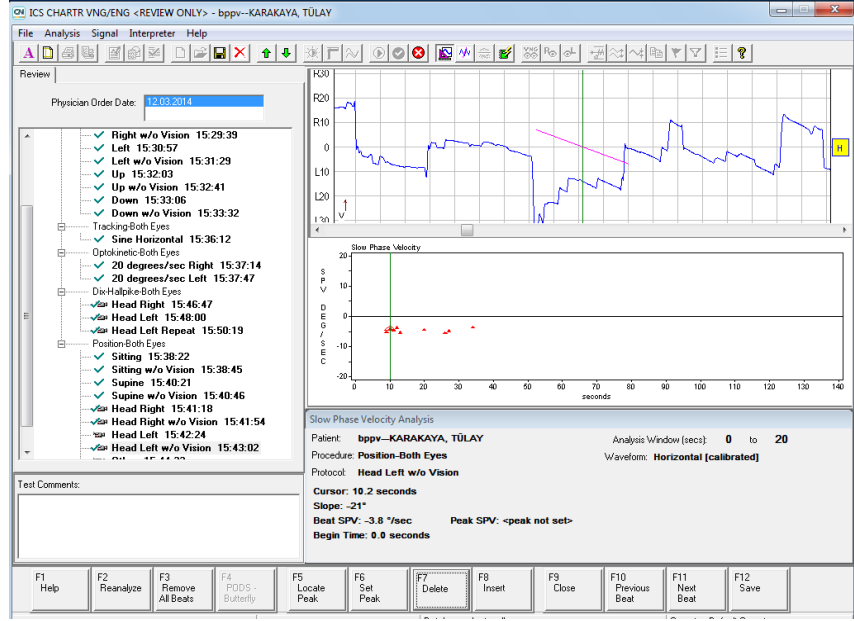 ICS CHARTR VNG/ENG <REVIEW ONLY> - bppv--KARAKAYA, TÜLAY
File Analysis Signal Interpreter Help
Review
Physician Order Date: 12.03.2014
Right w/o Vision 15:29:39
Left 15:30:57
Left w/o Vision 15:31:29
Up 15:32:03
Up w/o Vision 15:32:41
Down 15:33:06
Down w/o Vision 15:33:32
Tracking-Both Eyes
Sine Horizontal 15:36:12
Optokinetic-Both Eyes
20 degrees/sec Right 15:37:14
20 degrees/sec Left 15:37:47
Dix-Hallpike-Both Eyes
Head Right 15:46:47
Head Left 15:48:00
Head Left Repeat 15:50:19
Position-Both Eyes
Sitting 15:38:22
Sitting w/o Vision 15:38:45
Supine 15:40:21
Supine w/o Vision 15:40:46
Head Right 15:41:18
Head Right w/o Vision 15:41:54
Head Left 15:42:24
Head Left w/o Vision 15:43:02
Test Comments:
R30
R20
R10
0
L10
L20
L30
V
H
Slow Phase Velocity
SPV DEG/SEC
20
10
0
-10
-20
0 10 20 30 40 50 60 70 80 90 100 110 120 130 140
seconds
Slow Phase Velocity Analysis
Patient: bppv--KARAKAYA, TÜLAY Analysis Window (secs): 0 to 20
Procedure: Position-Both Eyes Waveform: Horizontal [calibrated]
Protocol: Head Left w/o Vision
Cursor: 10.2 seconds
Slope: -21°
Beat SPV: -3.8 °/sec Peak SPV: <peak not set>
Begin Time: 0.0 seconds
F1 Help
F2 Reanalyze
F3 Remove All Beats
F4 PODS - Butterfly
F5 Locate Peak
F6 Set Peak
F7 Delete
F8 Insert
F9 Close
F10 Previous Beat
F11 Next Beat
F12 Save